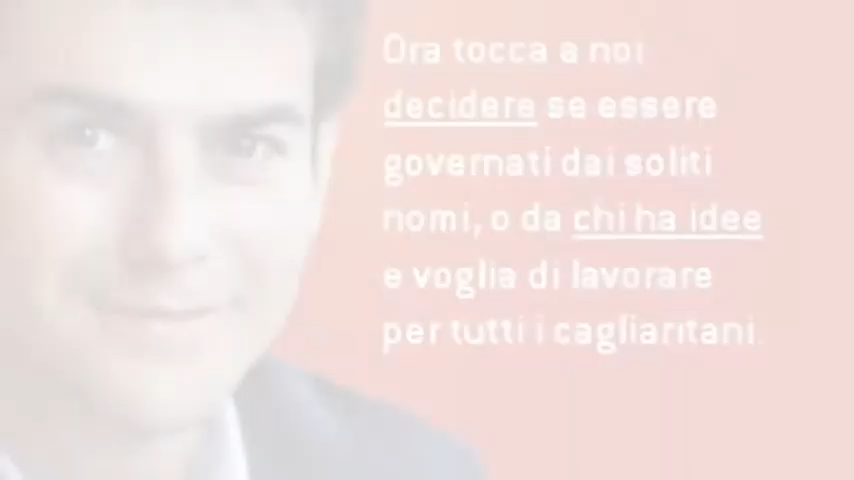 Ora tocca a noi
decidere se essere
governati dai soliti
nomi, o da chi ha idee
e voglia di lavorare
per tutti i cagliaritani.